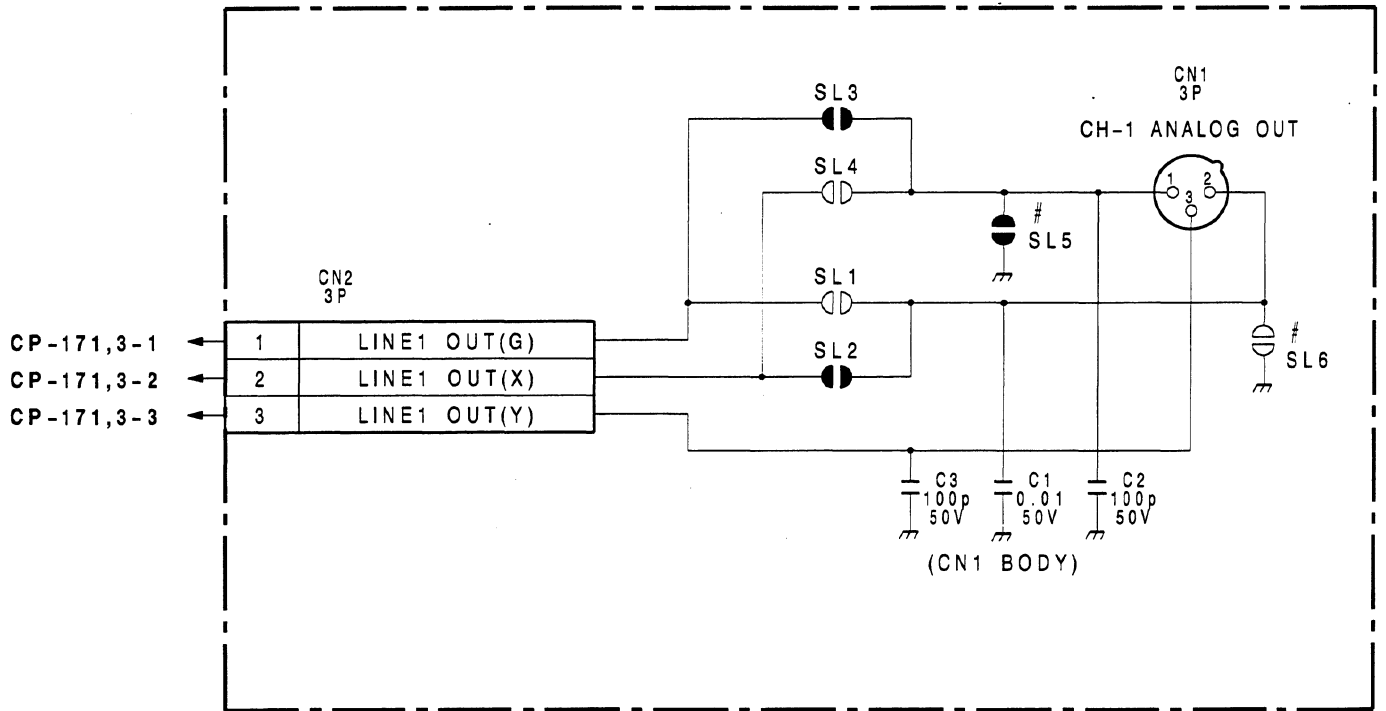 CN1
3P
CH-1 ANALOG OUT
SL3
SL4
1 2
3
#
SL5
SL1
CN2
3P
#
SL6
SL2
CP-171,3-1 1 LINE1 OUT(G)
CP-171,3-2 2 LINE1 OUT(X)
CP-171,3-3 3 LINE1 OUT(Y)
C3
100p
50V
C1
0.01
50V
C2
100p
50V
(CN1 BODY)